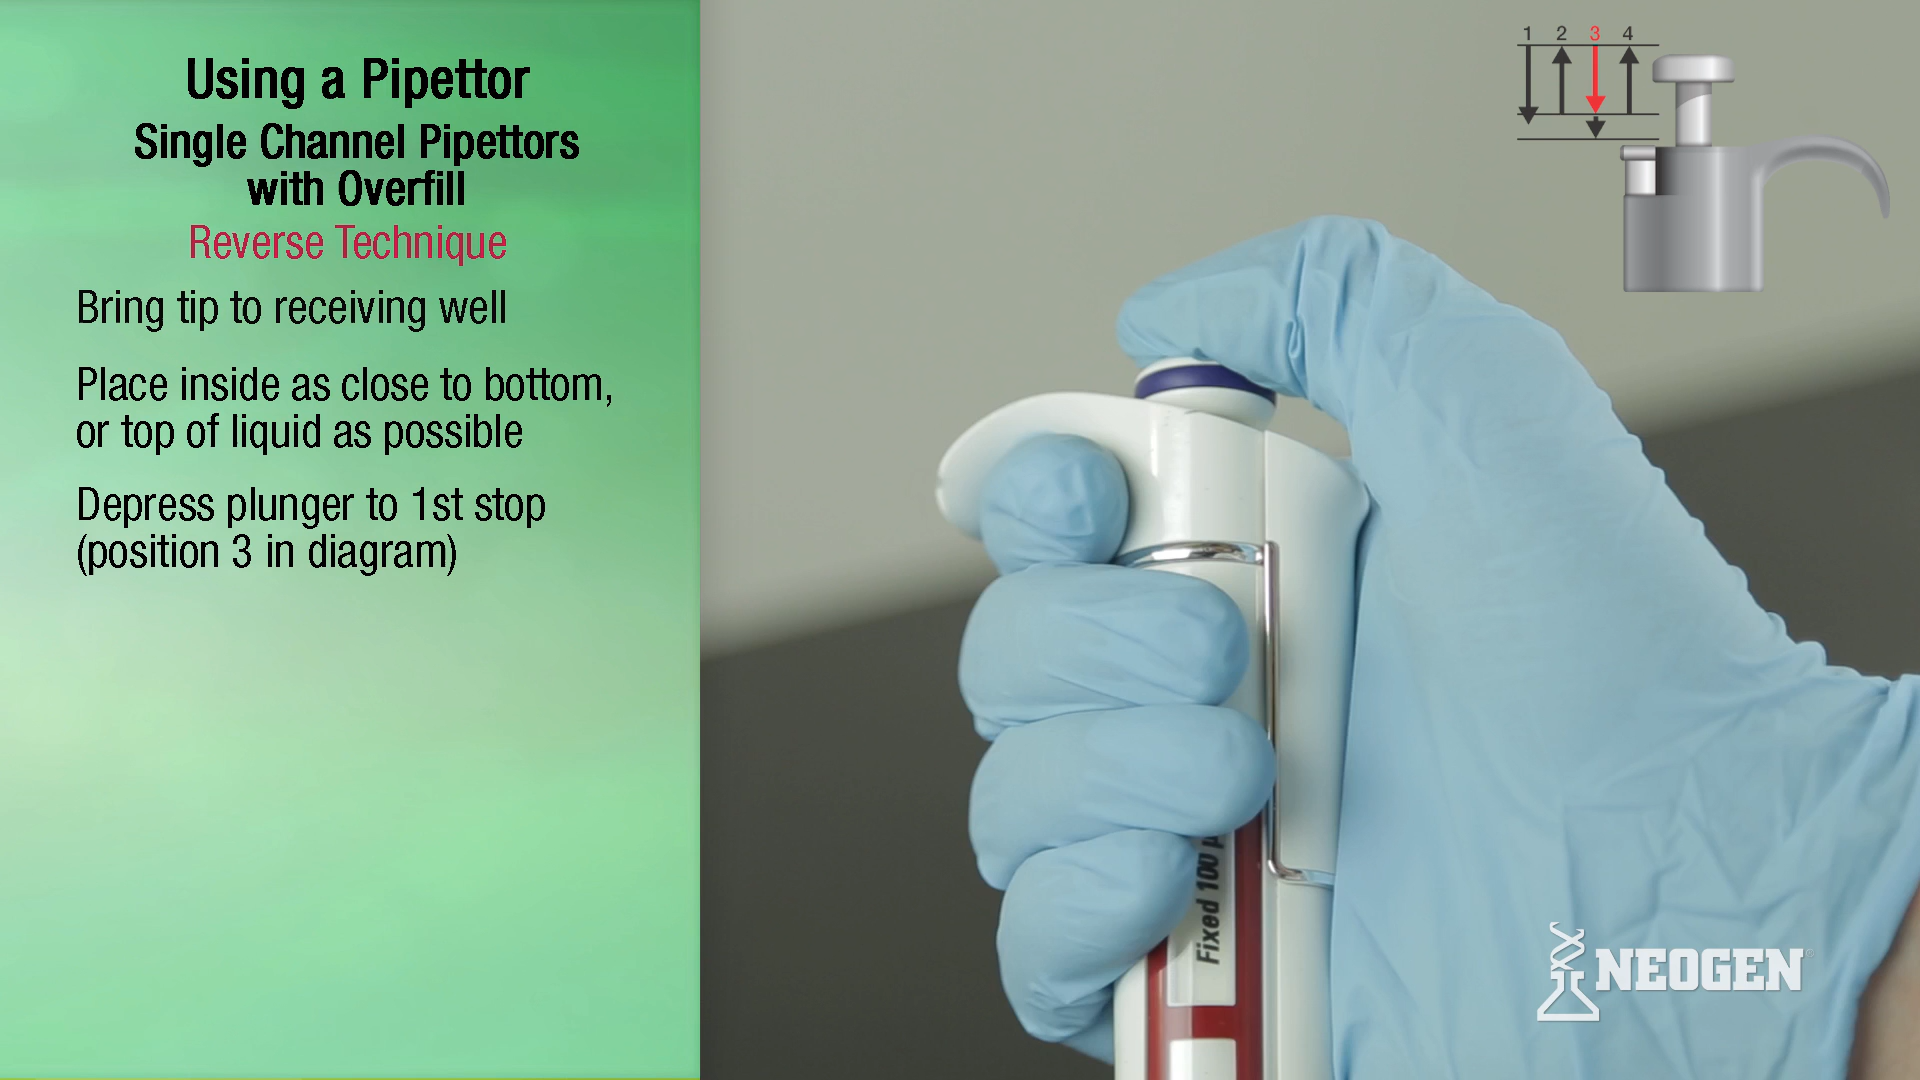 Using a Pipettor
Single Channel Pipettors
with Overfill
Reverse Technique
Bring tip to receiving well
Place inside as close to bottom,
or top of liquid as possible
Depress plunger to 1st stop
(position 3 in diagram)
1 2 3 4
Fixed 100
NEOGEN